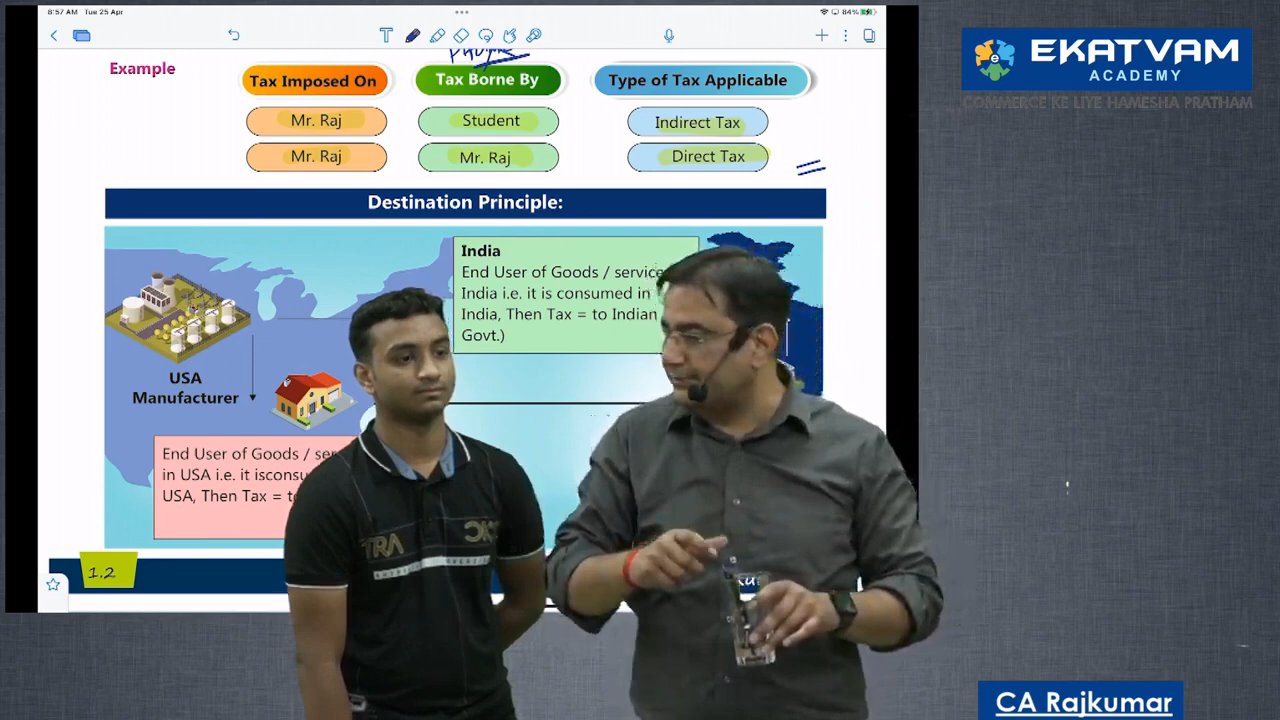 8:57 AM Tue 25 Apr
84%
EKATVAM
ACADEMY
COMMERCE KE LIYE HAMESHA PRATHAM
Example
Tax Imposed On
Tax Borne By
Type of Tax Applicable
Mr. Raj
Student
Indirect Tax
Mr. Raj
Mr. Raj
Direct Tax
Destination Principle:
India
End User of Goods / service
India i.e. it is consumed in
India, Then Tax = to Indian
Govt.)
USA
Manufacturer
End User of Goods /
in USA i.e. it
USA, Then Tax =
1.2
CA Rajkumar